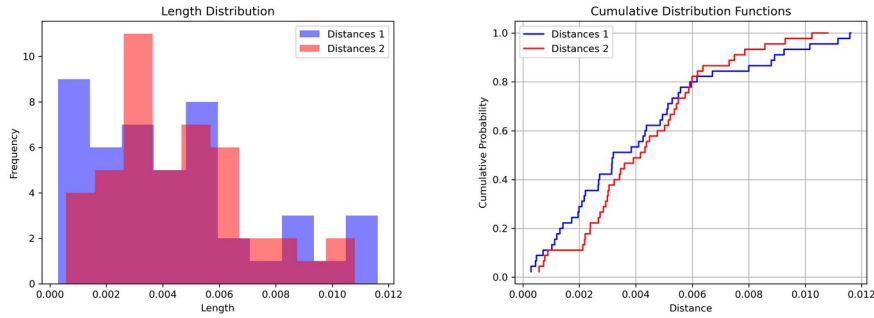 Length Distribution
Distances 1
Distances 2
10
8
6
4
2
0
Frequency
0.000
0.002
0.004
0.006
0.008
0.010
0.012
Length
Cumulative Distribution Functions
Distances 1
Distances 2
1.0
0.8
0.6
0.4
0.2
0.0
Cumulative Probability
0.000
0.002
0.004
0.006
0.008
0.010
0.012
Distance